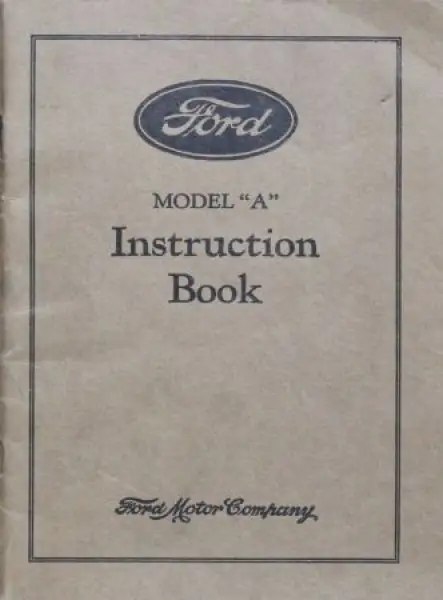 Ford
MODEL “A”
Instruction
Book
Ford Motor Company